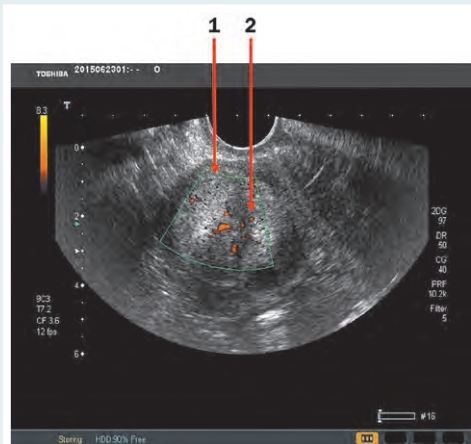 1 2
TOSHIBA 2015062301:- - O
8.3
T
0
2
4
6
2DG
97
DR
50
CG
40
PRF
10.2k
Filter
5
9C3
T7.2
CF 3.6
12 fps
#16
Storing HDD:90% Free